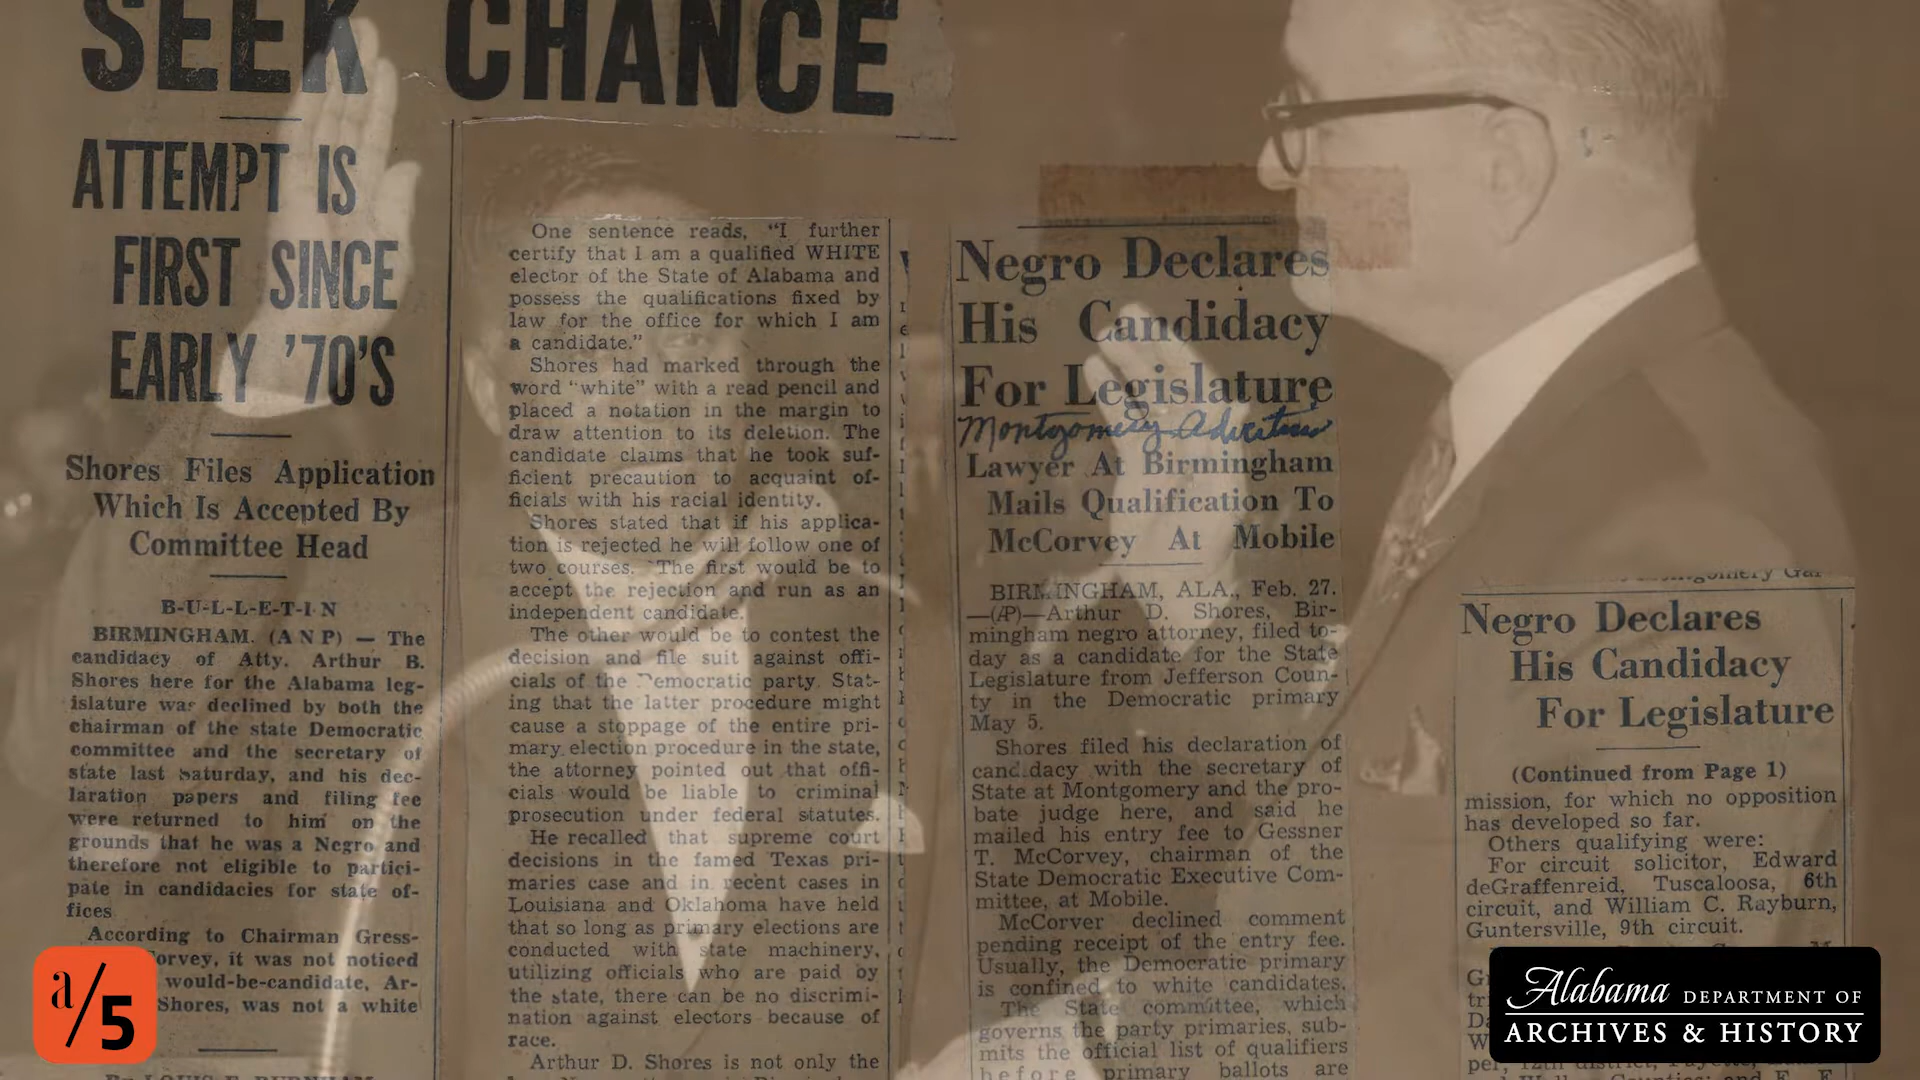 SEEK CHANCE
ATTEMPT IS
FIRST SINCE
EARLY '70'S
Shores Files Application
Which Is Accepted By
Committee Head
B-U-L-L-E-T-I-N
BIRMINGHAM. (A N P) — The
candidacy of Atty. Arthur B.
Shores here for the Alabama leg-
islature was declined by both the
chairman of the state Democratic
committee and the secretary of
state last saturday, and his dec-
laration papers and filing fee
were returned to him on the
grounds that he was a Negro and
therefore not eligible to partici-
pate in candidacies for state of-
fices
According to Chairman Gress-
orvey, it was not noticed
would-be-candidate, Ar-
Shores, was not a white
One sentence reads, "I further
certify that I am a qualified WHITE
elector of the State of Alabama and
possess the qualifications fixed by
law for the office for which I am
a candidate."
Shores had marked through the
word "white" with a read pencil and
placed a notation in the margin to
draw attention to its deletion. The
candidate claims that he took suf-
ficient precaution to acquaint of-
ficials with his racial identity.
Shores stated that if his applica-
tion is rejected he will follow one of
two courses. The first would be to
accept the rejection and run as an
independent candidate.
The other would be to contest the
decision and file suit against offi-
cials of the Democratic party. Stat-
ing that the latter procedure might
cause a stoppage of the entire pri-
mary election procedure in the state,
the attorney pointed out that offi-
cials would be liable to criminal
prosecution under federal statutes.
He recalled that supreme court
decisions in the famed Texas pri-
maries case and in recent cases in
Louisiana and Oklahoma have held
that so long as primary elections are
conducted with state machinery,
utilizing officials who are paid by
the state, there can be no discrimi-
nation against electors because of
race.
Arthur D. Shores is not only the
Negro Declares
His Candidacy
For Legislature
Montgomery Advertiser
Lawyer At Birmingham
Mails Qualification To
McCorvey At Mobile
BIRMINGHAM, ALA., Feb. 27.
—(AP)—Arthur D. Shores, Bir-
mingham negro attorney, filed to-
day as a candidate for the State
Legislature from Jefferson Coun-
ty in the Democratic primary
May 5.
Shores filed his declaration of
candidacy with the secretary of
State at Montgomery and the pro-
bate judge here, and said he
mailed his entry fee to Gessner
T. McCorvey, chairman of the
State Democratic Executive Com-
mittee, at Mobile.
McCorver declined comment
pending receipt of the entry fee.
Usually, the Democratic primary
is confined to white candidates.
The State committee, which
governs the party primaries, sub-
mits the official list of qualifiers
before primary ballots are
Negro Declares
His Candidacy
For Legislature
(Continued from Page 1)
mission, for which no opposition
has developed so far.
Others qualifying were:
For circuit solicitor, Edward
deGraffenreid, Tuscaloosa, 6th
circuit, and William C. Rayburn,
Guntersville, 9th circuit.
a/5
Alabama DEPARTMENT OF
ARCHIVES & HISTORY